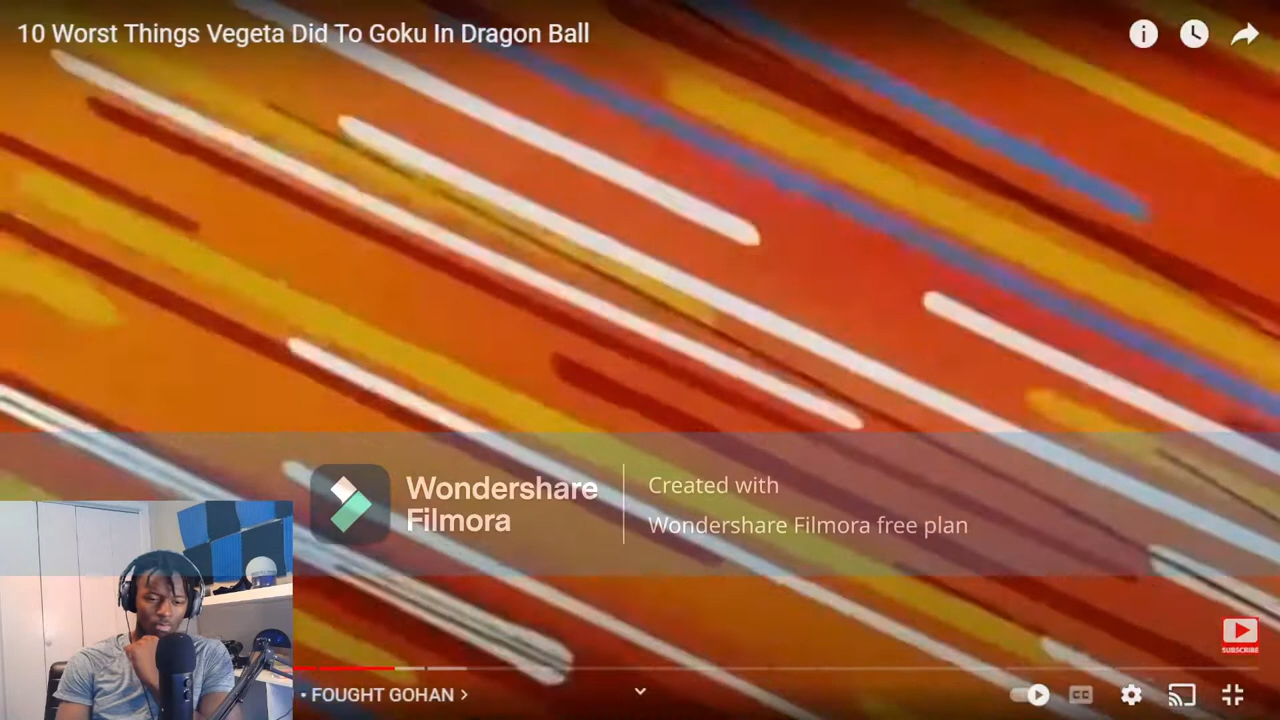 10 Worst Things Vegeta Did To Goku In Dragon Ball
Wondershare
Filmora
Created with
Wondershare Filmora free plan
SUBSCRIBE
• FOUGHT GOHAN >
CC